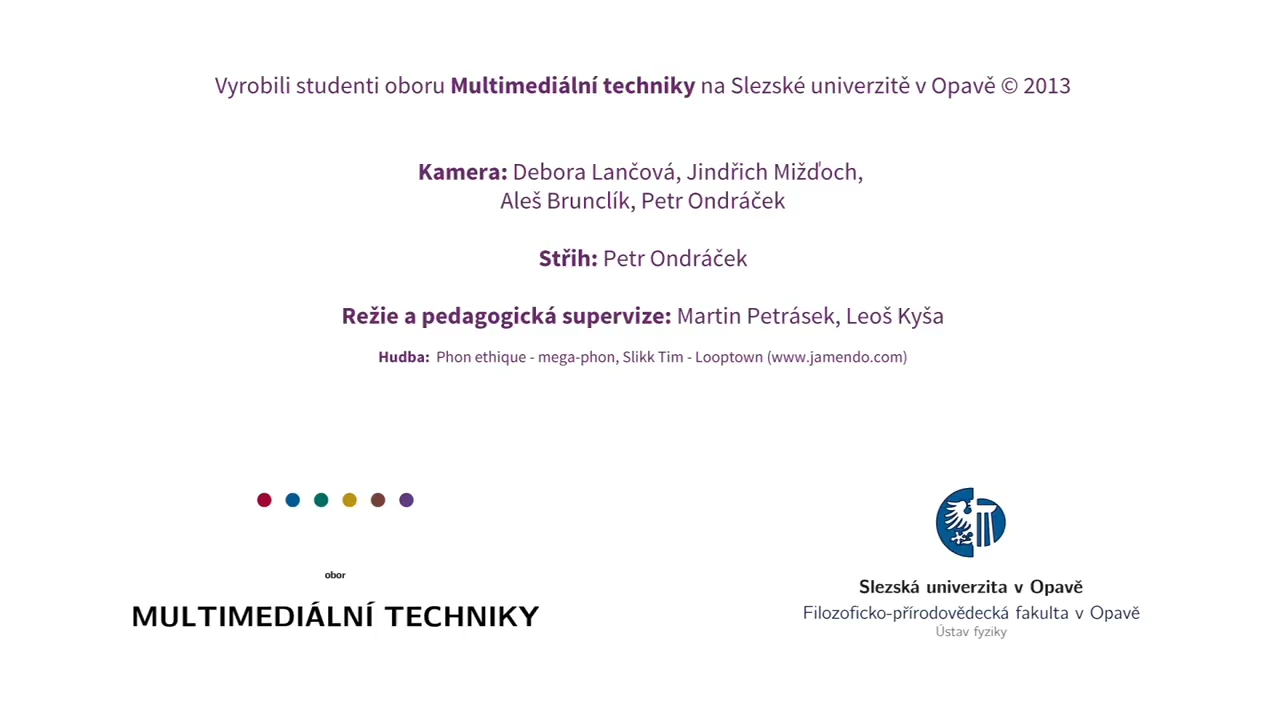 Vyrobili studenti oboru Multimediální techniky na Slezské univerzitě v Opavě © 2013
Kamera: Debora Lančová, Jindřich Mižďoch,
Aleš Brunclík, Petr Ondráček
Střih: Petr Ondráček
Režie a pedagogická supervize: Martin Petrásek, Leoš Kyša
Hudba: Phon ethique - mega-phon, Slikk Tim - Looptown (www.jamendo.com)
obor
MULTIMEDIÁLNÍ TECHNIKY
Slezská univerzita v Opavě
Filozoficko-přírodovědecká fakulta v Opavě
Ústav fyziky